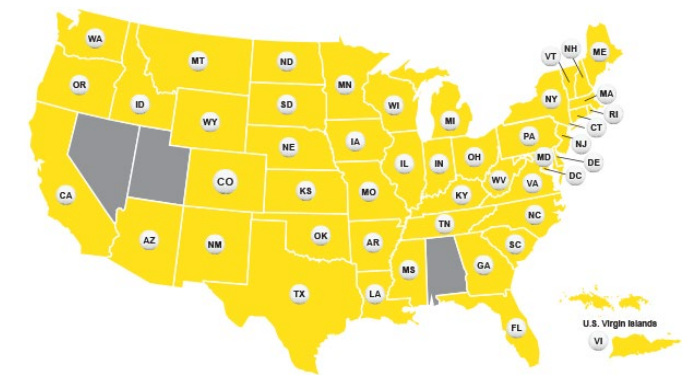 WA
MT
ND
MN
VT
NH
ME
OR
ID
SD
WI
NY
MA
WY
MI
RI
CT
IA
PA
NJ
NE
IL
IN
OH
MD
DE
CO
WV
DC
CA
KS
MO
KY
VA
AZ
NM
OK
AR
TN
NC
MS
GA
SC
TX
LA
FL
U.S. Virgin Islands
VI